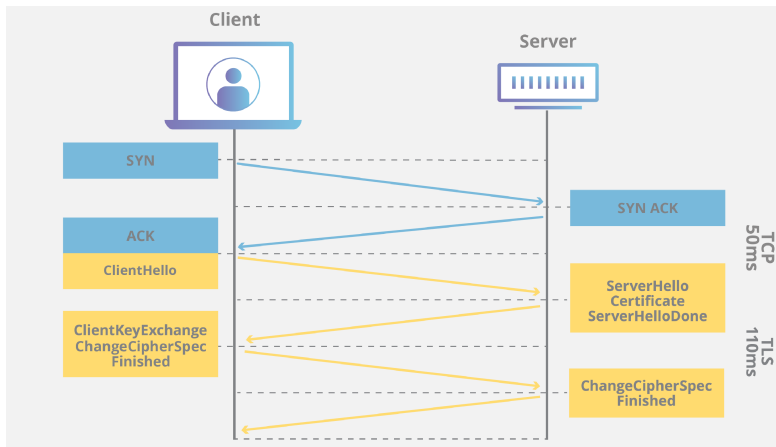 Client
Server
SYN
SYN ACK
ACK
ClientHello
TCP
50ms
ServerHello
Certificate
ServerHelloDone
ClientKeyExchange
ChangeCipherSpec
Finished
TLS
110ms
ChangeCipherSpec
Finished